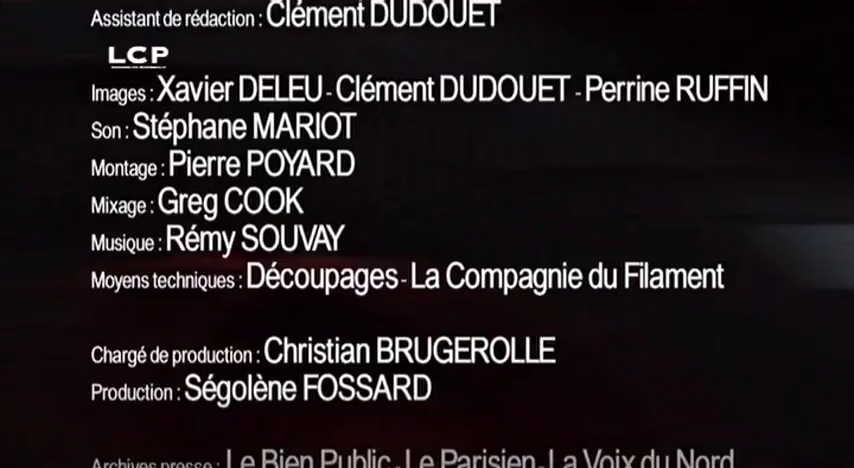 Assistant de rédaction : Clément DUDOUET
LCP
Images : Xavier DELEU - Clément DUDOUET - Perrine RUFFIN
Son : Stéphane MARIOT
Montage : Pierre POYARD
Mixage : Greg COOK
Musique : Rémy SOUVAY
Moyens techniques : Découpages - La Compagnie du Filament
Chargé de production : Christian BRUGEROLLE
Production : Ségolène FOSSARD
Archives presse : Le Bien Public - Le Parisien - La Voix du Nord